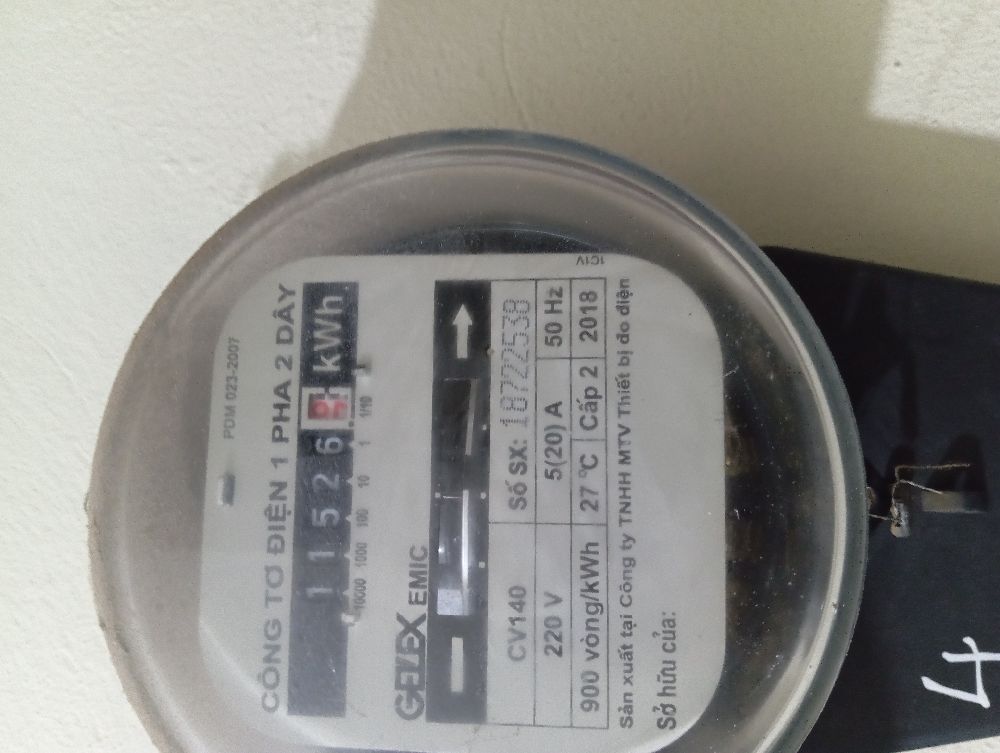 PDM 023-2007
CÔNG TƠ ĐIỆN 1 PHA 2 DÂY
1 1 5 2 6 kWh
10000 1000 100 10 1 1/10
GELEX EMIC
CV140 Số SX: 18722538
220 V 5(20) A 50 Hz
900 vòng/kWh 27 °C Cấp 2 2018
Sản xuất tại Công ty TNHH MTV Thiết bị đo điện
Sở hữu của:
1C1V
4